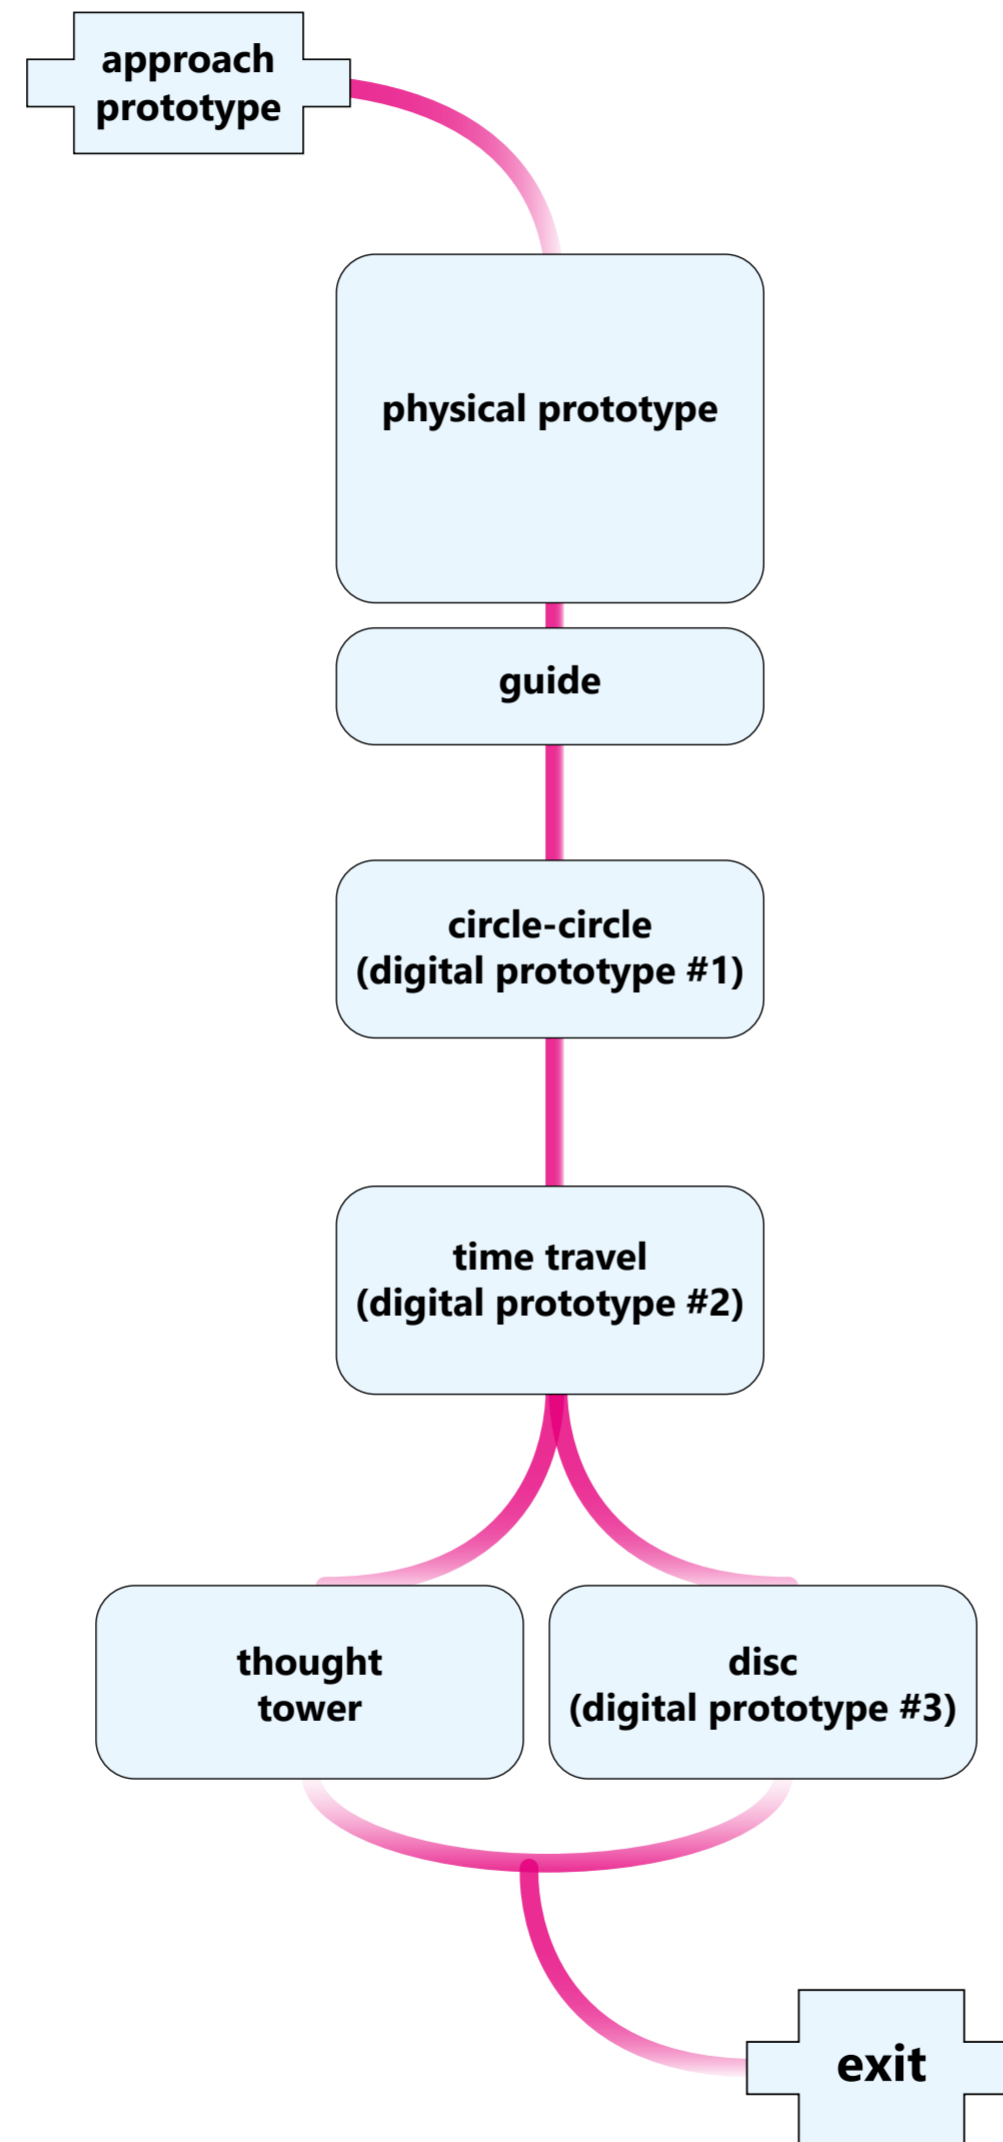 approach
prototype
physical prototype
guide
circle-circle
(digital prototype #1)
time travel
(digital prototype #2)
thought
tower
disc
(digital prototype #3)
exit